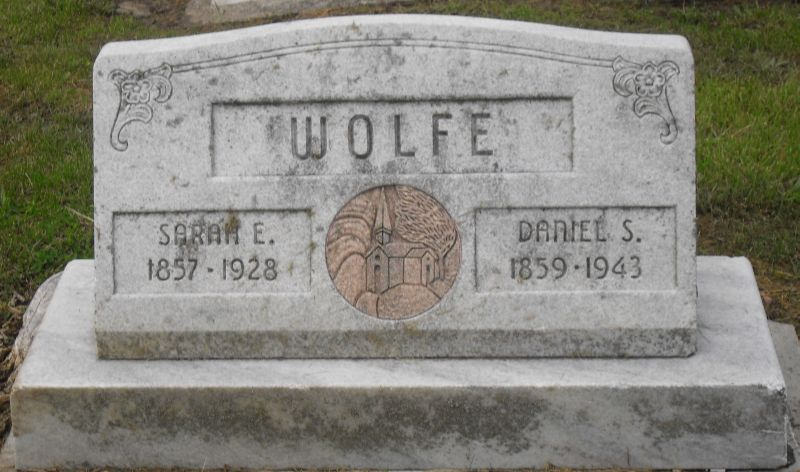 WOLFE
SARAH E.
1857 · 1928
DANIEL S.
1859 · 1943